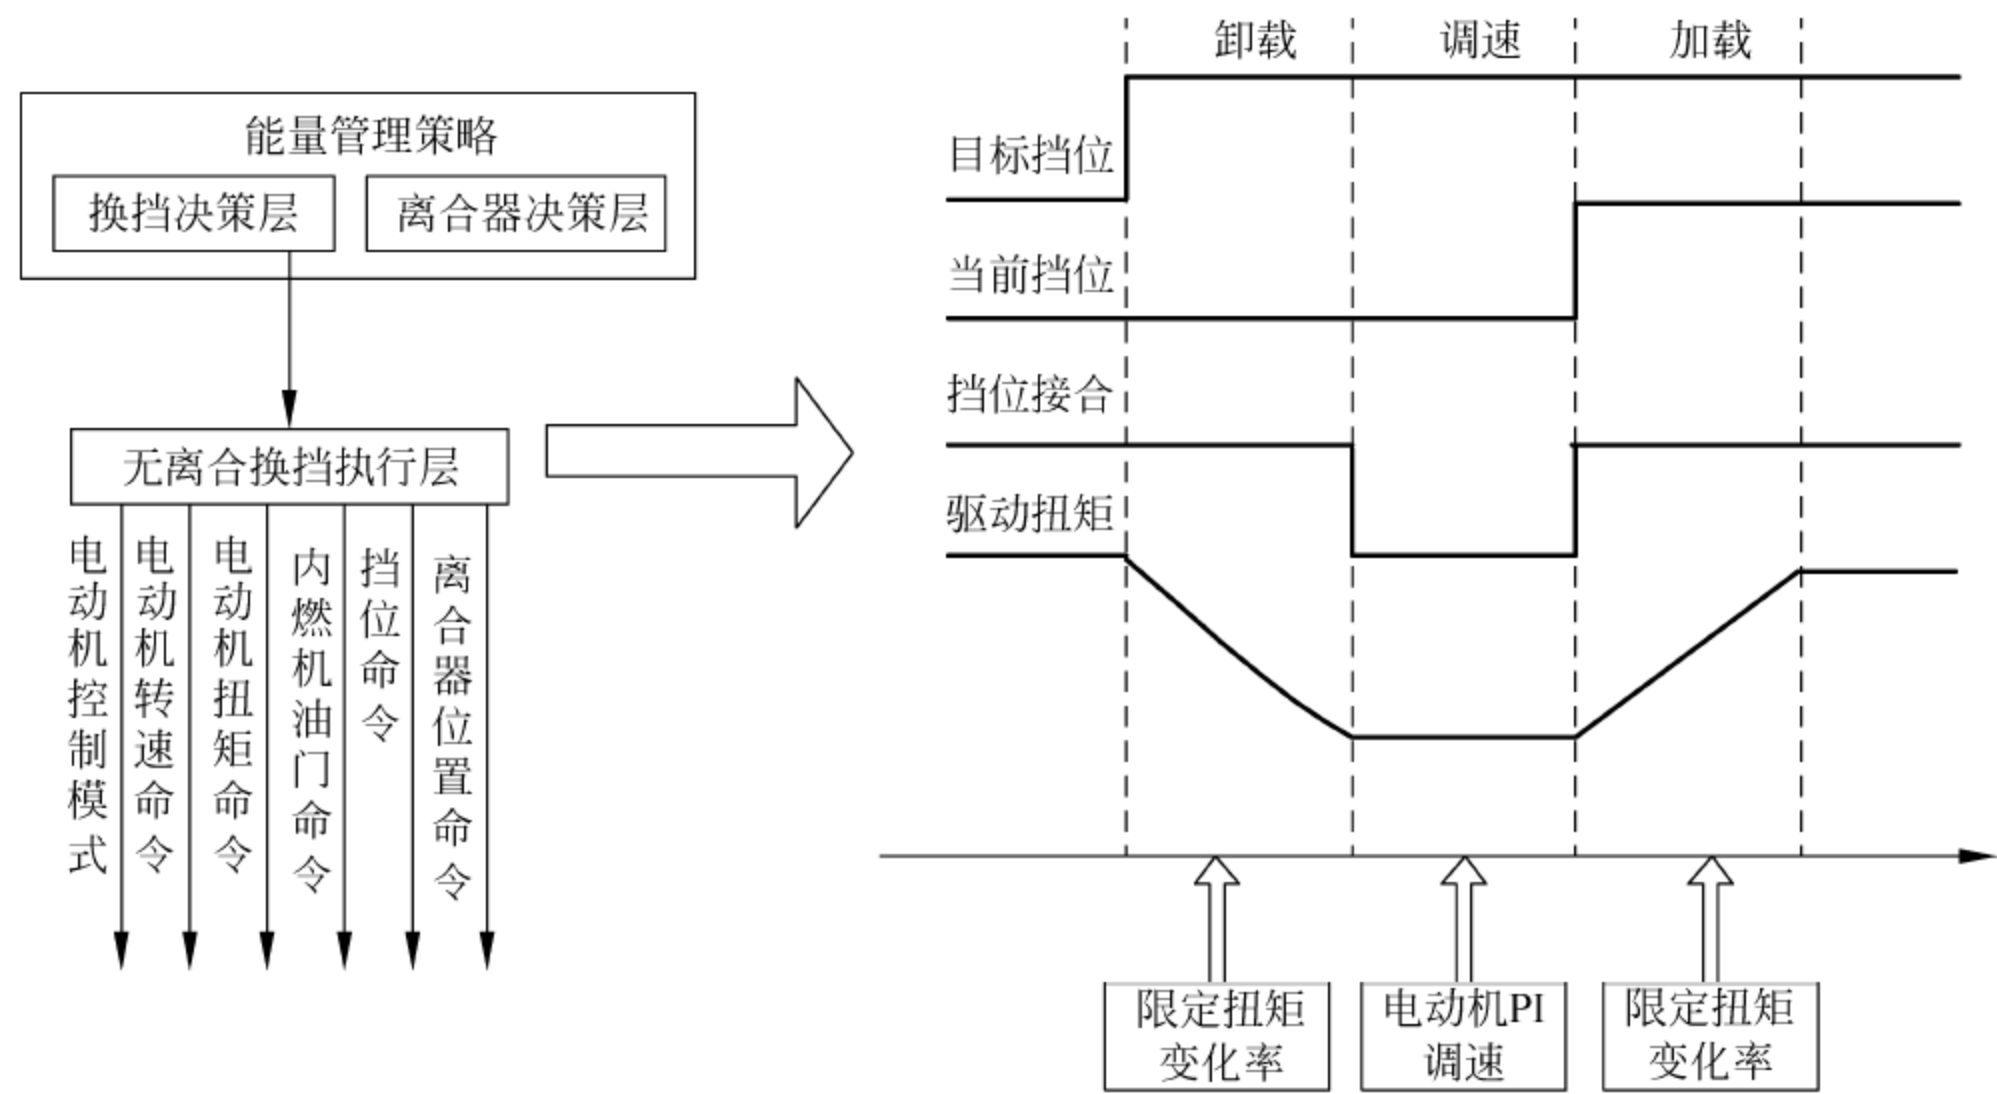 能量管理策略
换挡决策层
离合器决策层
无离合换挡执行层
电动机控制模式
电动机转速命令
电动机扭矩命令
内燃机油门命令
挡位命令
离合器位置命令
卸载
调速
加载
目标挡位
当前挡位
挡位接合
驱动扭矩
限定扭矩
变化率
电动机PI
调速
限定扭矩
变化率